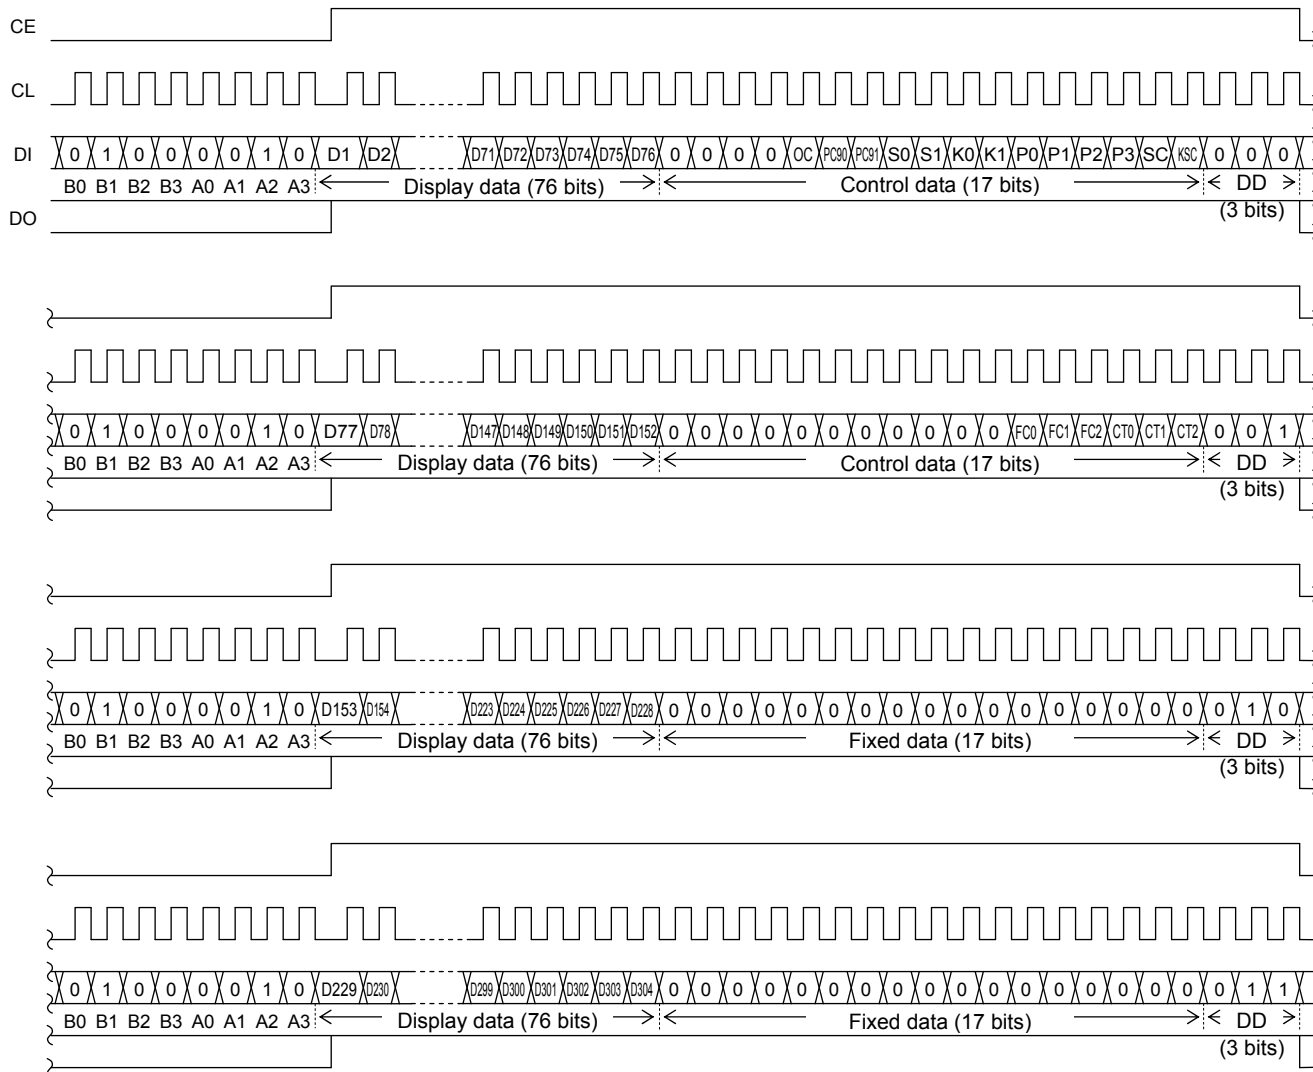 CE
CL
DI 0 1 0 0 0 0 1 0 D1 D2 D71 D72 D73 D74 D75 D76 0 0 0 0 OC PC90 PC91 S0 S1 K0 K1 P0 P1 P2 P3 SC KSC 0 0 0
B0 B1 B2 B3 A0 A1 A2 A3 Display data (76 bits) Control data (17 bits) DD
DO (3 bits)
0 1 0 0 0 0 1 0 D77 D78 D147 D148 D149 D150 D151 D152 0 0 0 0 0 0 0 0 0 0 0 FC0 FC1 FC2 CT0 CT1 CT2 0 0 1
B0 B1 B2 B3 A0 A1 A2 A3 Display data (76 bits) Control data (17 bits) DD
(3 bits)
0 1 0 0 0 0 1 0 D153 D154 D223 D224 D225 D226 D227 D228 0 0 0 0 0 0 0 0 0 0 0 0 0 0 0 0 0 0 1 0
B0 B1 B2 B3 A0 A1 A2 A3 Display data (76 bits) Fixed data (17 bits) DD
(3 bits)
0 1 0 0 0 0 1 0 D229 D230 D299 D300 D301 D302 D303 D304 0 0 0 0 0 0 0 0 0 0 0 0 0 0 0 0 0 0 1 1
B0 B1 B2 B3 A0 A1 A2 A3 Display data (76 bits) Fixed data (17 bits) DD
(3 bits)